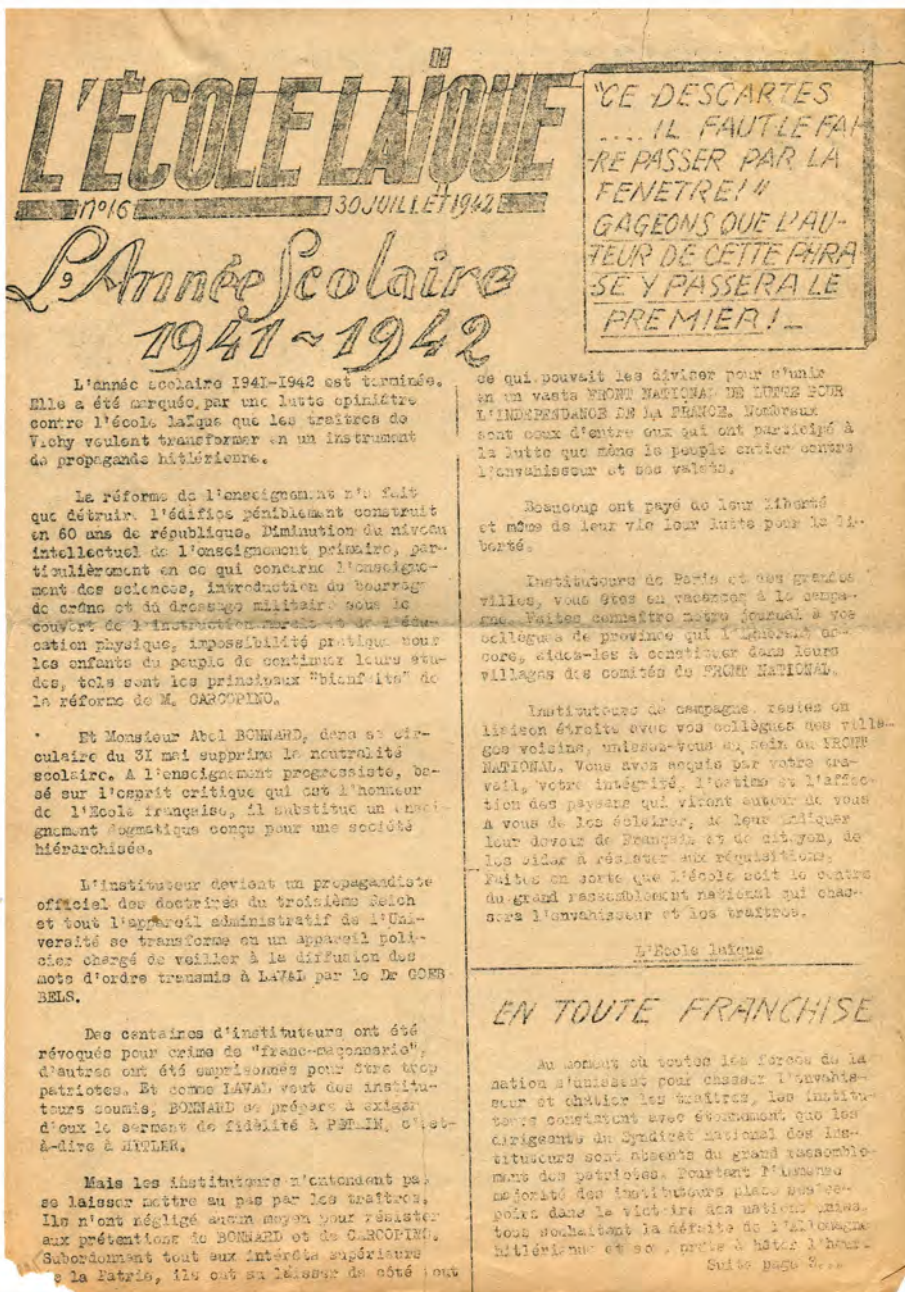 L'ÉCOLE LAÏQUE
n°16 30 JUILLET 1942
"CE DESCARTES
.... IL FAUT LE FAI
-RE PASSER PAR LA
FENETRE!"
GAGEONS QUE L'AU-
TEUR DE CETTE PHRA
-SE Y PASSERA LE
PREMIER!_
L'Année Scolaire
1941~1942
L'année scolaire I94I-I942 est terminée.
Elle a été marquée par une lutte opiniâtre
contre l'école laïque que les traîtres de
Vichy veulent transformer en un instrument
de propagande hitlérienne.
La réforme de l'enseignement n'a fait
que détruire l'édifice péniblement construit
en 60 ans de république. Diminution du niveau
intellectuel de l'enseignement primaire, par-
ticulièrement en ce qui concerne l'enseigne-
ment des sciences, introduction du bourrage
de crâne et du dressage militaire sous le
couvert de l'instruction morale et de l'édu-
cation physique, impossibilité pratique pour
les enfants du peuple de continuer leurs étu-
des, tels sont les principaux "bienfaits" de
la réforme de M. CARCOPINO.
Et Monsieur Abel BONNARD, dans sa cir-
culaire du 3I mai supprime la neutralité
scolaire. A l'enseignement progressiste, ba-
sé sur l'esprit critique qui est l'honneur
de l'Ecole française, il substitue un ensei-
gnement dogmatique conçu pour une société
hiérarchisée.
L'instituteur devient un propagandiste
officiel des doctrines du troisième Reich
et tout l'appareil administratif de l'Uni-
versité se transforme en un appareil poli-
cier chargé de veiller à la diffusion des
mots d'ordre transmis à LAVAL par le Dr GOEB
BELS.
Des centaines d'instituteurs ont été
révoqués pour crime de "franc-maçonnerie",
d'autres ont été emprisonnés pour être trop
patriotes. Et comme LAVAL veut des institu-
teurs soumis, BONNARD se prépare à exiger
d'eux le serment de fidélité à PETAIN, c'est-
à-dire à HITLER.
Mais les instituteurs n'entendent pas
se laisser mettre au pas par les traîtres.
Ils n'ont négligé aucun moyen pour résister
aux prétentions de BONNARD et de CARCOPINO.
Subordonnant tout aux intérêts supérieurs
de la Patrie, ils ont su laisser de côté tout
ce qui pouvait les diviser pour s'unir
en un vaste FRONT NATIONAL DE LUTTE POUR
L'INDEPENDANCE DE LA FRANCE. Nombreux
sont ceux d'entre eux qui ont participé à
la lutte que mène le peuple entier contre
l'envahisseur et ses valets.
Beaucoup ont payé de leur liberté
et même de leur vie leur lutte pour la li-
berté.
Instituteurs de Paris et des grandes
villes, vous êtes en vacances à la campa-
gne. Faites connaître notre journal à vos
collègues de province qui l'ignorent en-
core, aidez-les à constituer dans leurs
villages des comités de FRONT NATIONAL.
Instituteurs de campagne, restez en
liaison étroite avec vos collègues des villa-
ges voisins, unissez-vous au sein du FRONT
NATIONAL. Vous avez acquis par votre tra-
vail, votre intégrité, l'estime et l'affec-
tion des paysans qui vivent autour de vous
A vous de les éclairer, de leur indiquer
leur devoir de Français et de citoyen, de
les aider à résister aux réquisitions.
Faites en sorte que l'école soit le centre
du grand rassemblement national qui chas-
sera l'envahisseur et les traîtres.
L'Ecole laïque
EN TOUTE FRANCHISE
Au moment où toutes les forces de la
nation s'unissent pour chasser l'envahis-
seur et châtier les traîtres, les institu-
teurs constatent avec étonnement que les
dirigeants du Syndicat National des Ins-
tituteurs sont absents du grand rassemble-
ment des patriotes. Pourtant l'immense
majorité des instituteurs place ses es-
poirs dans la victoire des nations unies,
tous souhaitent la défaite de l'Allemagne
hitlérienne et sont prêts à hâter l'heure
Suite page 3...